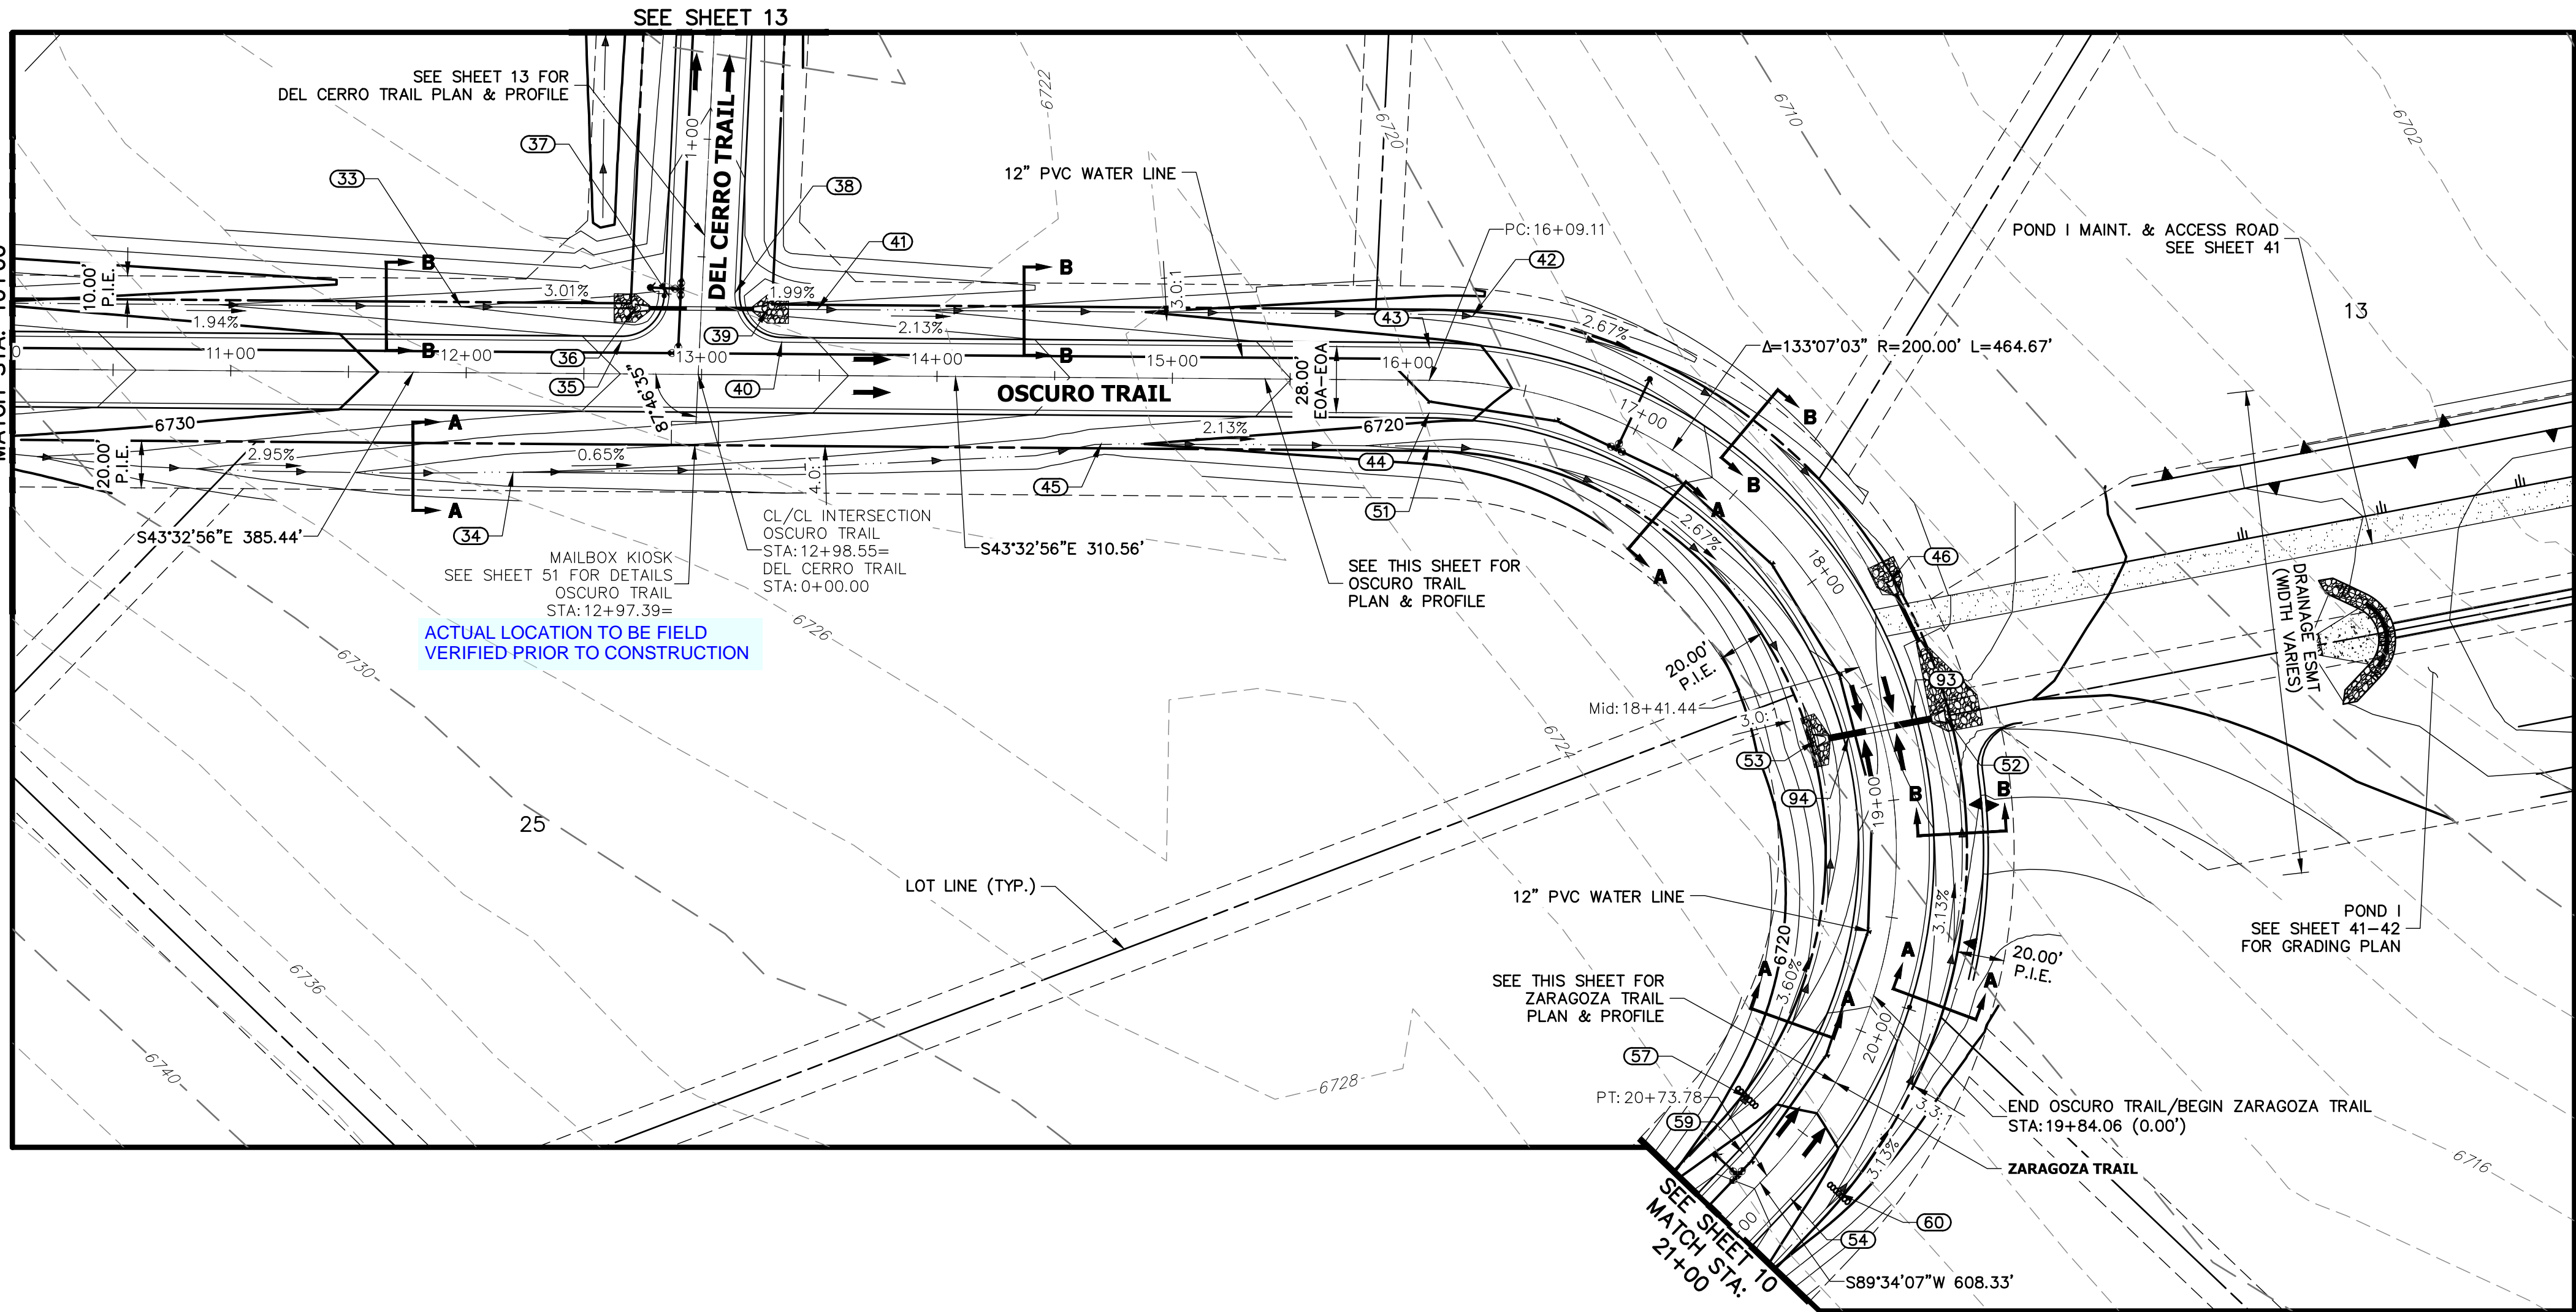 SEE SHEET 13
SEE SHEET 13 FOR
DEL CERRO TRAIL PLAN & PROFILE
37
33
1+00
DEL CERRO TRAIL
38
41
6722
12" PVC WATER LINE
6720
6710
6702
PC:16+09.11
42
POND I MAINT. & ACCESS ROAD
SEE SHEET 41
13
10.00'
P.I.E.
B
B
3.01%
1.94%
1.99%
2.13%
39
36
35
40
B
B
3.0:1
43
2.67%
Δ=133°07'03" R=200.00' L=464.67'
11+00
12+00
13+00
14+00
15+00
16+00
17+00
87°46'35"
OSCURO TRAIL
28.00'
EOA-EOA
6730
20.00'
P.I.E.
2.95%
A
A
0.65%
4.0:1
2.13%
6720
44
45
51
34
B
B
A
A
2.67%
18+00
46
S43°32'56"E 385.44'
CL/CL INTERSECTION
OSCURO TRAIL
STA:12+98.55=
DEL CERRO TRAIL
STA:0+00.00
S43°32'56"E 310.56'
MAILBOX KIOSK
SEE SHEET 51 FOR DETAILS
OSCURO TRAIL
STA:12+97.39=
ACTUAL LOCATION TO BE FIELD
VERIFIED PRIOR TO CONSTRUCTION
SEE THIS SHEET FOR
OSCURO TRAIL
PLAN & PROFILE
DRAINAGE ESMT
(WIDTH VARIES)
6726
6730
20.00'
P.I.E.
Mid:18+41.44
3.0:1
93
6724
53
52
94
19+00
B
B
25
LOT LINE (TYP.)
12" PVC WATER LINE
3.13%
6720
POND I
SEE SHEET 41-42
FOR GRADING PLAN
6736
A
A
3.60%
A
A
20.00'
P.I.E.
SEE THIS SHEET FOR
ZARAGOZA TRAIL
PLAN & PROFILE
20+00
6740
6728
57
PT:20+73.78
59
3.3:1
END OSCURO TRAIL/BEGIN ZARAGOZA TRAIL
STA:19+84.06 (0.00')
3.13%
ZARAGOZA TRAIL
6716
60
54
SEE SHEET 10
MATCH STA:
21+00
S89°34'07"W 608.33'